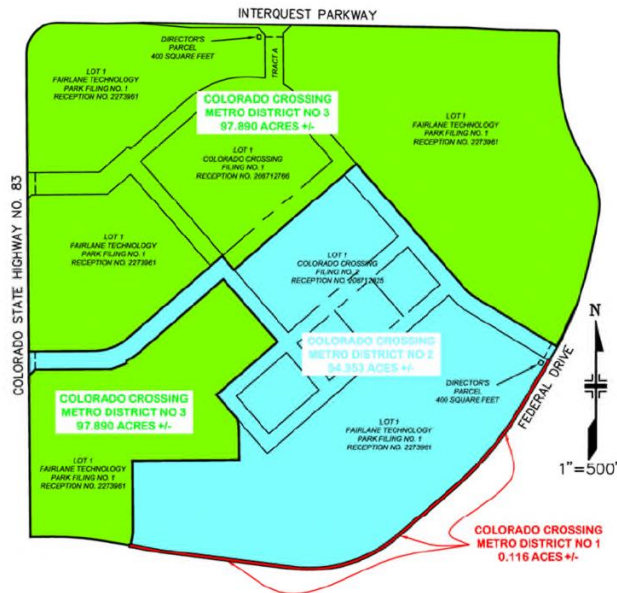 INTERQUEST PARKWAY
DIRECTOR'S
PARCEL
400 SQUARE FEET
TRACT A
LOT 1
FAIRLANE TECHNOLOGY
PARK FILING NO. 1
RECEPTION NO. 2273961
COLORADO CROSSING
METRO DISTRICT NO 3
97.890 ACRES +/-
LOT 1
FAIRLANE TECHNOLOGY
PARK FILING NO. 1
RECEPTION NO. 2273961
LOT 1
COLORADO CROSSING
FILING NO. 1
RECEPTION NO. 206712766
COLORADO STATE HIGHWAY NO. 83
LOT 1
FAIRLANE TECHNOLOGY
PARK FILING NO. 1
RECEPTION NO. 2273961
LOT 1
COLORADO CROSSING
FILING NO. 2
RECEPTION NO.
COLORADO CROSSING
METRO DISTRICT NO 2
54.353 ACES +/-
N
FEDERAL DRIVE
DIRECTOR'S
PARCEL
400 SQUARE FEET
COLORADO CROSSING
METRO DISTRICT NO 3
97.890 ACRES +/-
LOT 1
FAIRLANE TECHNOLOGY
PARK FILING NO. 1
RECEPTION NO. 2273961
LOT 1
FAIRLANE TECHNOLOGY
PARK FILING NO. 1
RECEPTION NO. 2273961
1"=500'
COLORADO CROSSING
METRO DISTRICT NO 1
0.116 ACES +/-